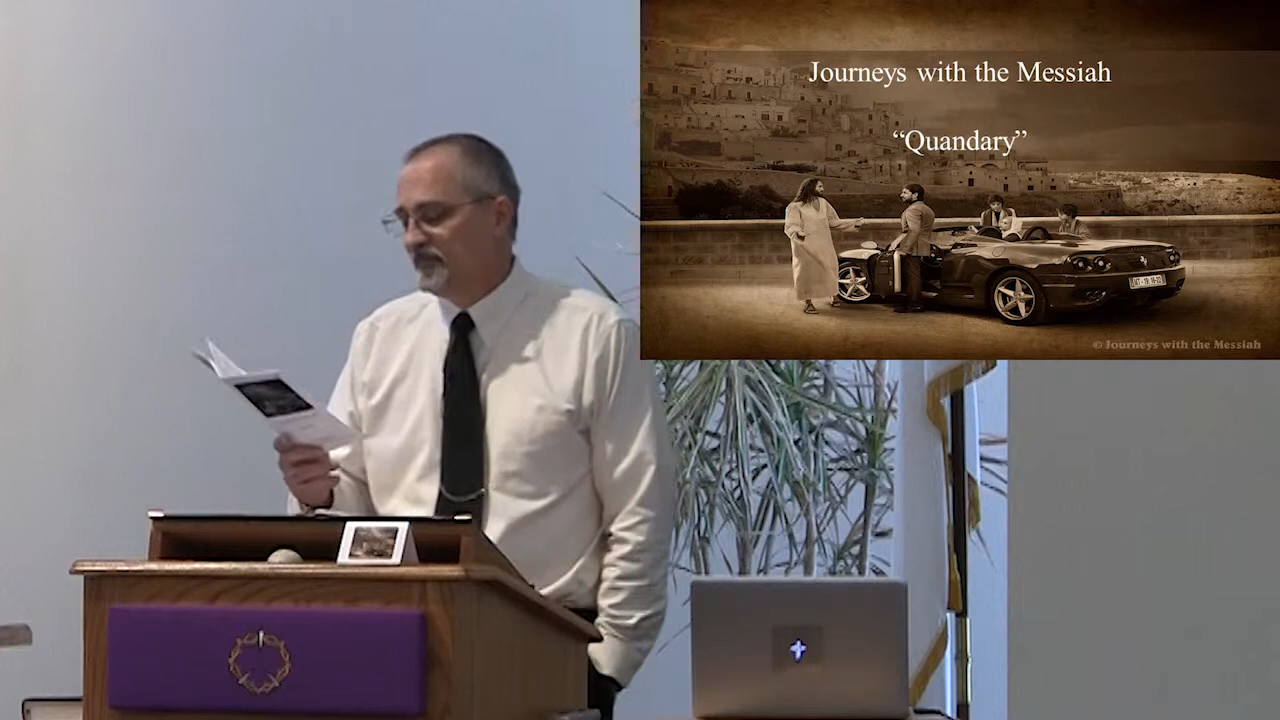 Journeys with the Messiah
“Quandary”
© Journeys with the Messiah